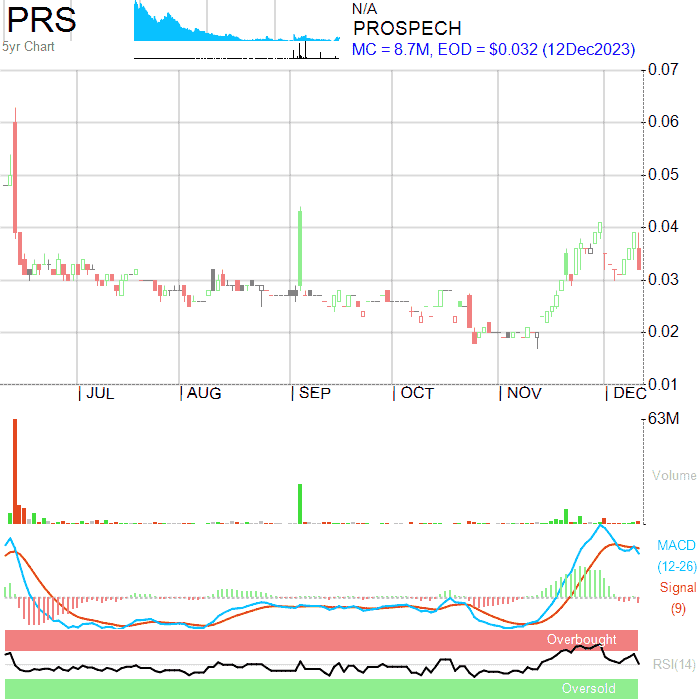 PRS
5yr Chart
N/A
PROSPECH
MC = 8.7M, EOD = $0.032 (12Dec2023)
0.07
0.06
0.05
0.04
0.03
0.02
0.01
JUL AUG SEP OCT NOV DEC
63M
Volume
MACD
(12-26)
Signal
(9)
Overbought
RSI(14)
Oversold